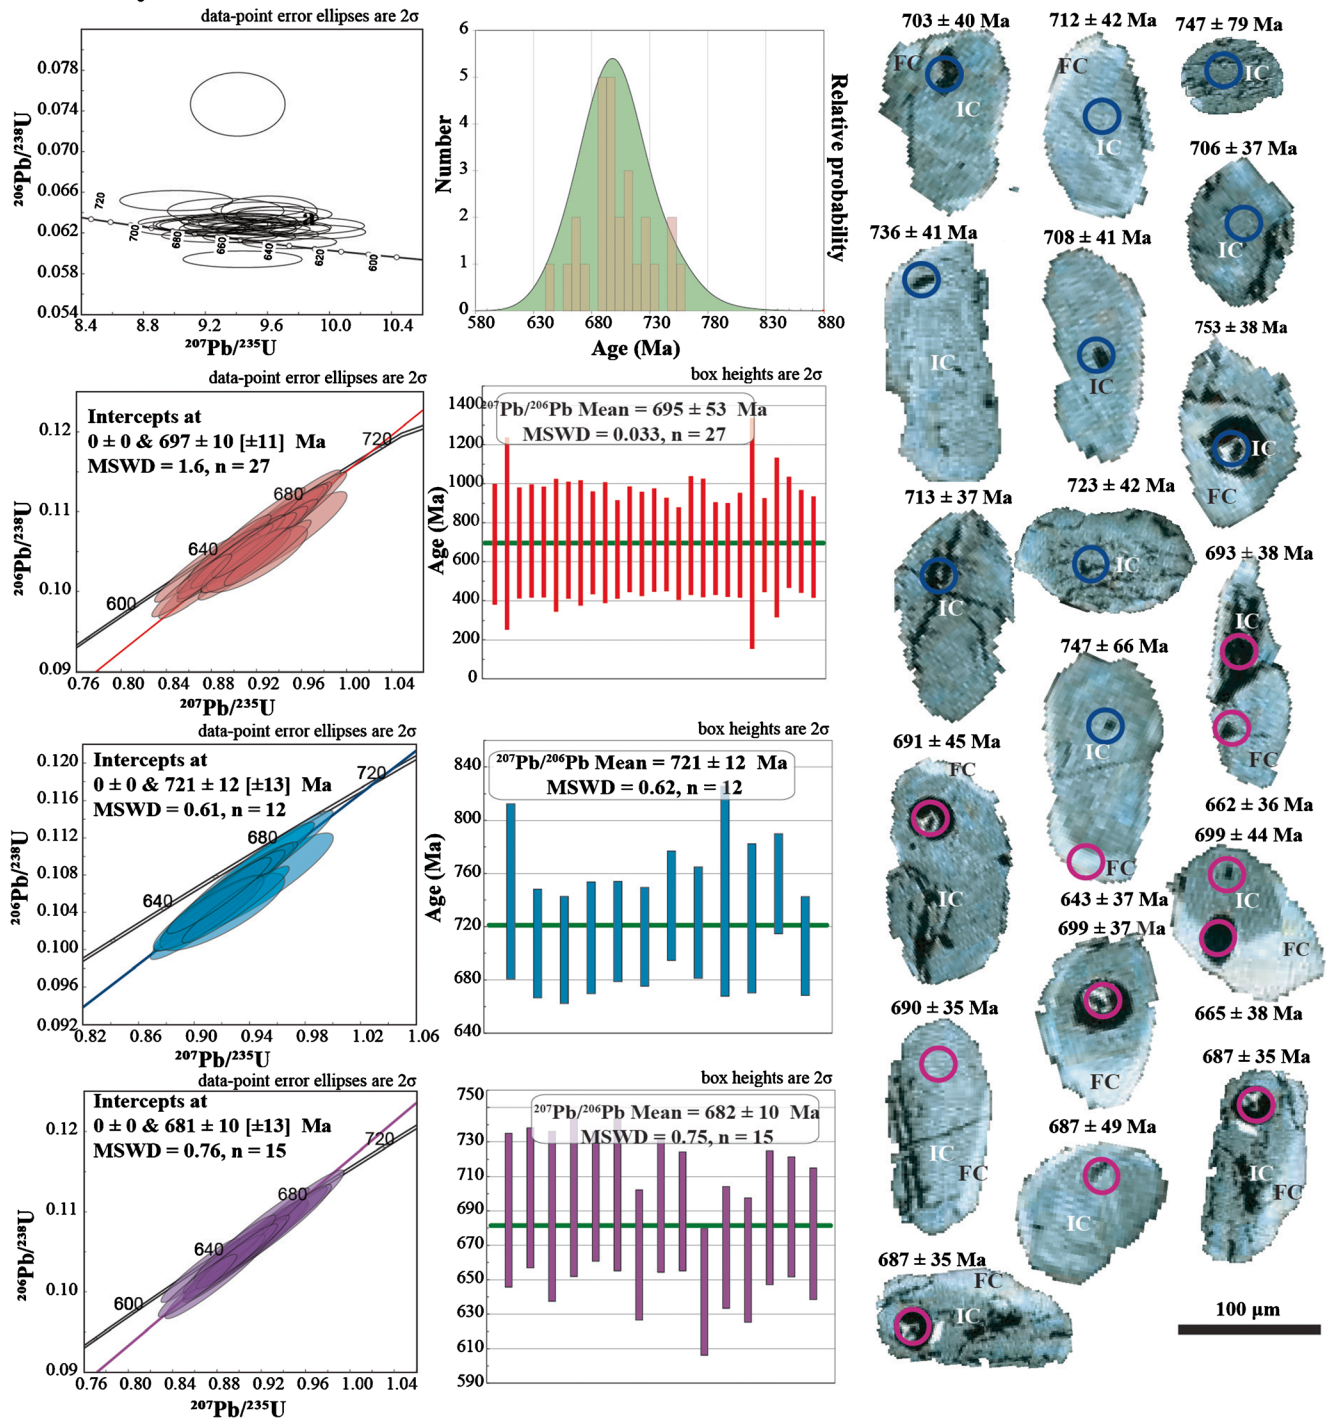 data-point error ellipses are 2σ
0.078
0.074
0.070
0.066
0.062
0.058
0.054
²⁰⁶Pb/²³⁸U
720
700
680
660
640
620
600
a
8.4 8.8 9.2 9.6 10.0 10.4
²⁰⁷Pb/²³⁵U
6
5
4
3
2
1
0
Number
Relative probability
580 630 680 730 780 830 880
Age (Ma)
data-point error ellipses are 2σ
Intercepts at
0 ± 0 & 697 ± 10 [±11] Ma
MSWD = 1.6, n = 27
0.12
0.11
0.10
0.09
²⁰⁶Pb/²³⁸U
720
680
640
600
0.76 0.80 0.84 0.88 0.92 0.96 1.00 1.04
²⁰⁷Pb/²³⁵U
box heights are 2σ
²⁰⁷Pb/²⁰⁶Pb Mean = 695 ± 53 Ma
MSWD = 0.033, n = 27
1400
1200
1000
800
600
400
200
0
Age (Ma)
data-point error ellipses are 2σ
Intercepts at
0 ± 0 & 721 ± 12 [±13] Ma
MSWD = 0.61, n = 12
0.120
0.116
0.112
0.108
0.104
0.100
0.096
0.092
²⁰⁶Pb/²³⁸U
720
680
640
0.82 0.90 0.94 0.98 1.06
²⁰⁷Pb/²³⁵U
box heights are 2σ
²⁰⁷Pb/²⁰⁶Pb Mean = 721 ± 12 Ma
MSWD = 0.62, n = 12
840
800
760
720
680
640
Age (Ma)
data-point error ellipses are 2σ
Intercepts at
0 ± 0 & 681 ± 10 [±13] Ma
MSWD = 0.76, n = 15
0.12
0.11
0.10
0.09
²⁰⁶Pb/²³⁸U
720
680
640
600
0.76 0.80 0.84 0.88 0.92 0.96 1.00 1.04
²⁰⁷Pb/²³⁵U
box heights are 2σ
²⁰⁷Pb/²⁰⁶Pb Mean = 682 ± 10 Ma
MSWD = 0.75, n = 15
750
730
710
690
670
650
630
610
590
703 ± 40 Ma
FC
IC
712 ± 42 Ma
FC
IC
747 ± 79 Ma
IC
706 ± 37 Ma
IC
736 ± 41 Ma
IC
708 ± 41 Ma
IC
753 ± 38 Ma
IC
FC
713 ± 37 Ma
IC
723 ± 42 Ma
IC
693 ± 38 Ma
IC
FC
662 ± 36 Ma
747 ± 66 Ma
IC
FC
643 ± 37 Ma
691 ± 45 Ma
FC
IC
699 ± 44 Ma
IC
FC
665 ± 38 Ma
699 ± 37 Ma
FC
690 ± 35 Ma
IC
FC
687 ± 49 Ma
IC
687 ± 35 Ma
IC
FC
687 ± 35 Ma
FC
IC
100 μm